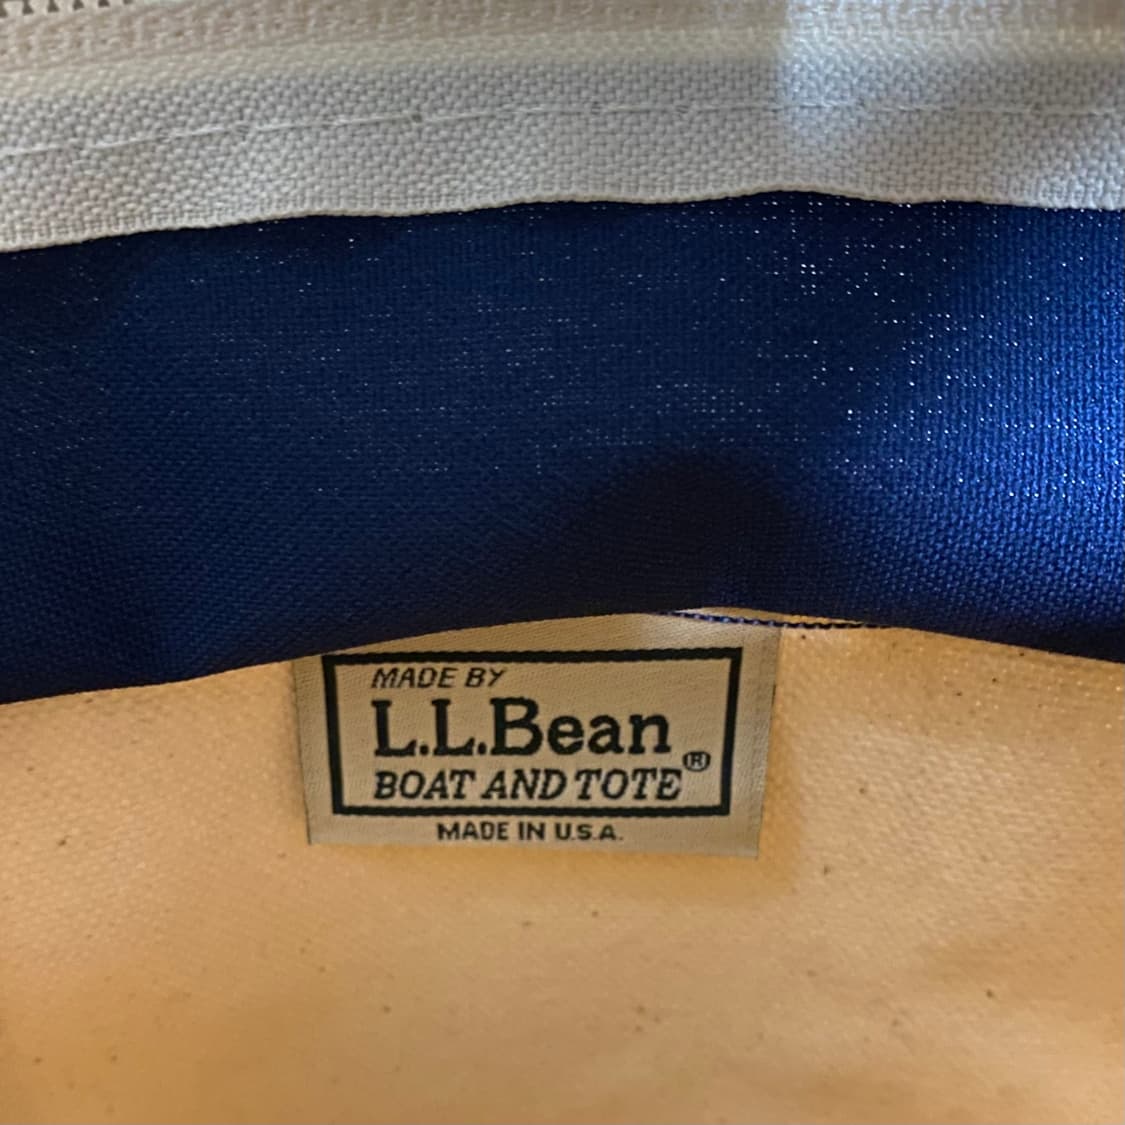 MADE BY
L.L.Bean
BOAT AND TOTE®
MADE IN U.S.A.